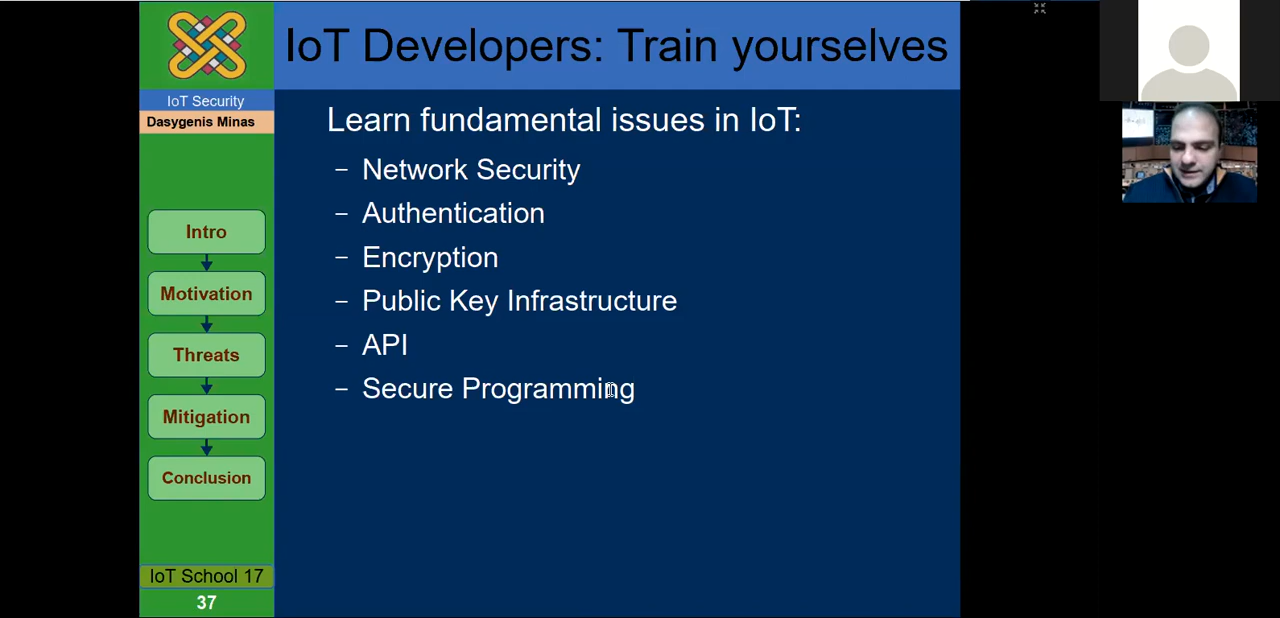 IoT Developers: Train yourselves
IoT Security
Dasygenis Minas
Learn fundamental issues in IoT:
– Network Security
– Authentication
– Encryption
– Public Key Infrastructure
– API
– Secure Programming
Intro
Motivation
Threats
Mitigation
Conclusion
IoT School 17
37